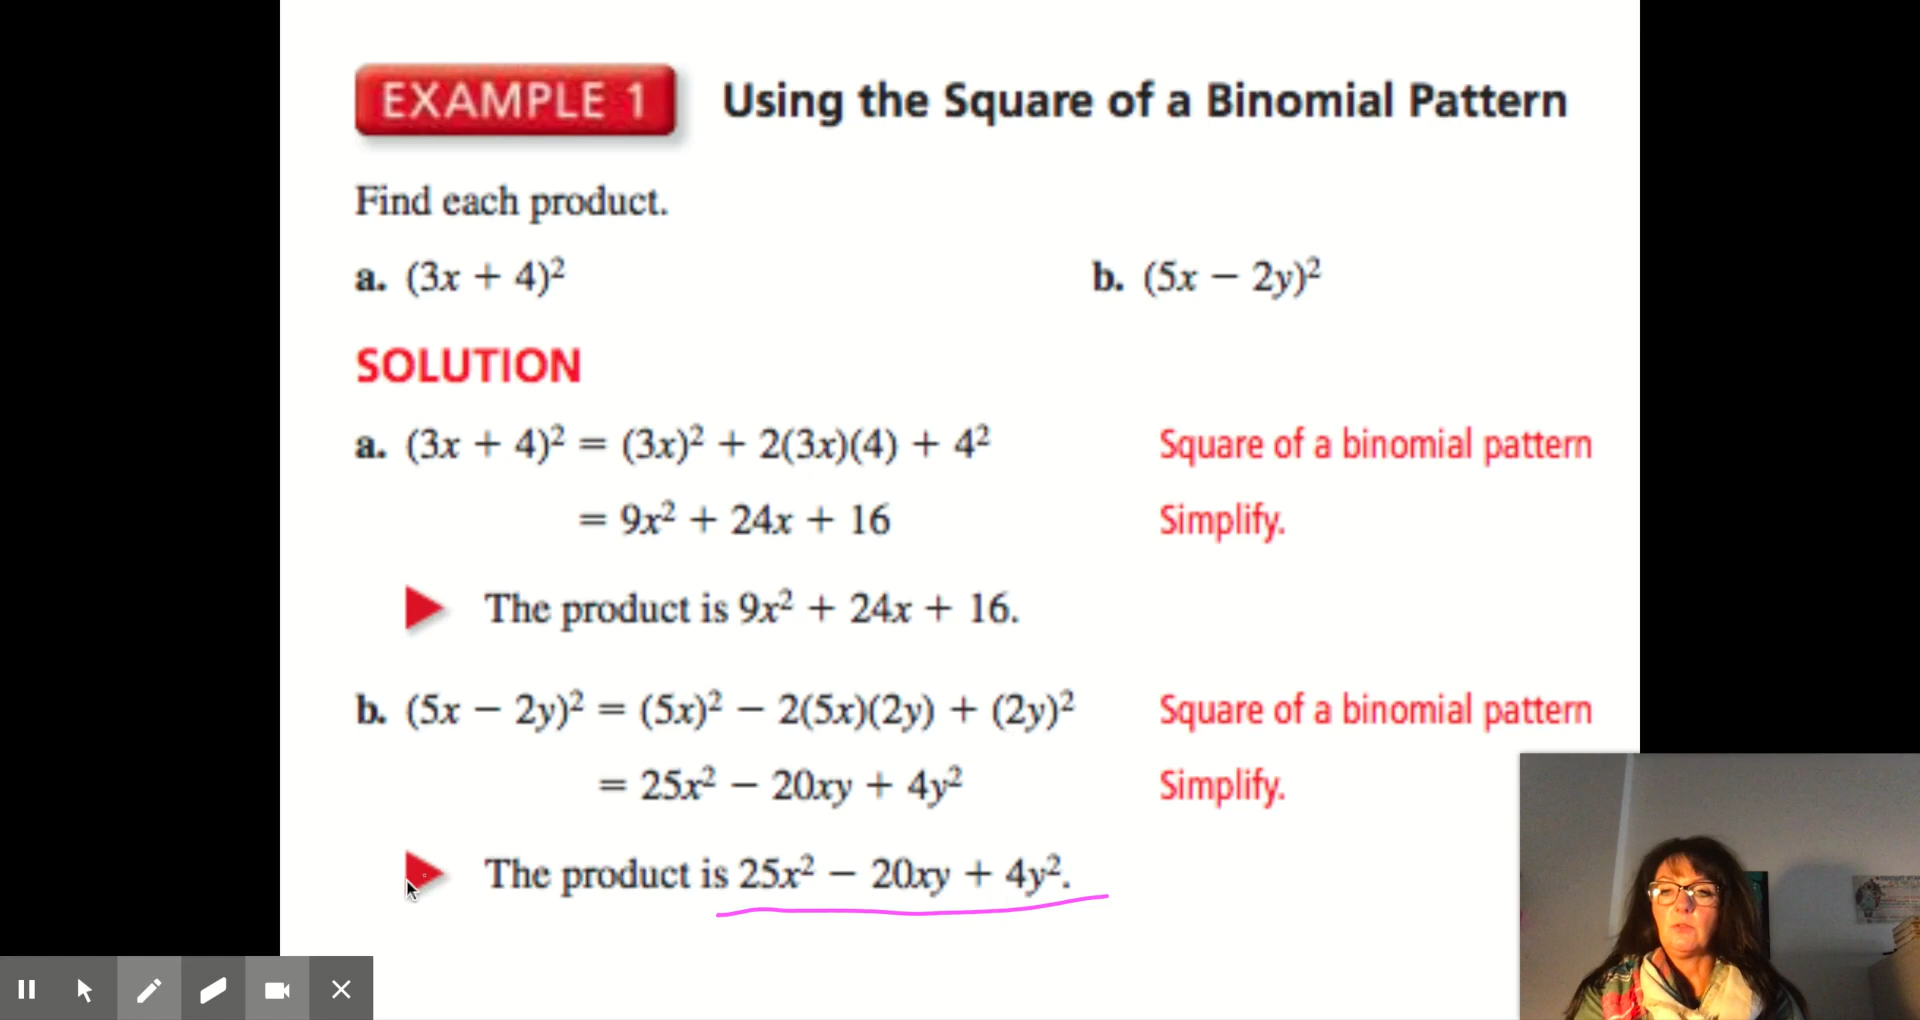 EXAMPLE 1 Using the Square of a Binomial Pattern
Find each product.
a. (3x + 4)² b. (5x − 2y)²
SOLUTION
a. (3x + 4)² = (3x)² + 2(3x)(4) + 4² Square of a binomial pattern
= 9x² + 24x + 16 Simplify.
The product is 9x² + 24x + 16.
b. (5x − 2y)² = (5x)² − 2(5x)(2y) + (2y)² Square of a binomial pattern
= 25x² − 20xy + 4y² Simplify.
The product is 25x² − 20xy + 4y².